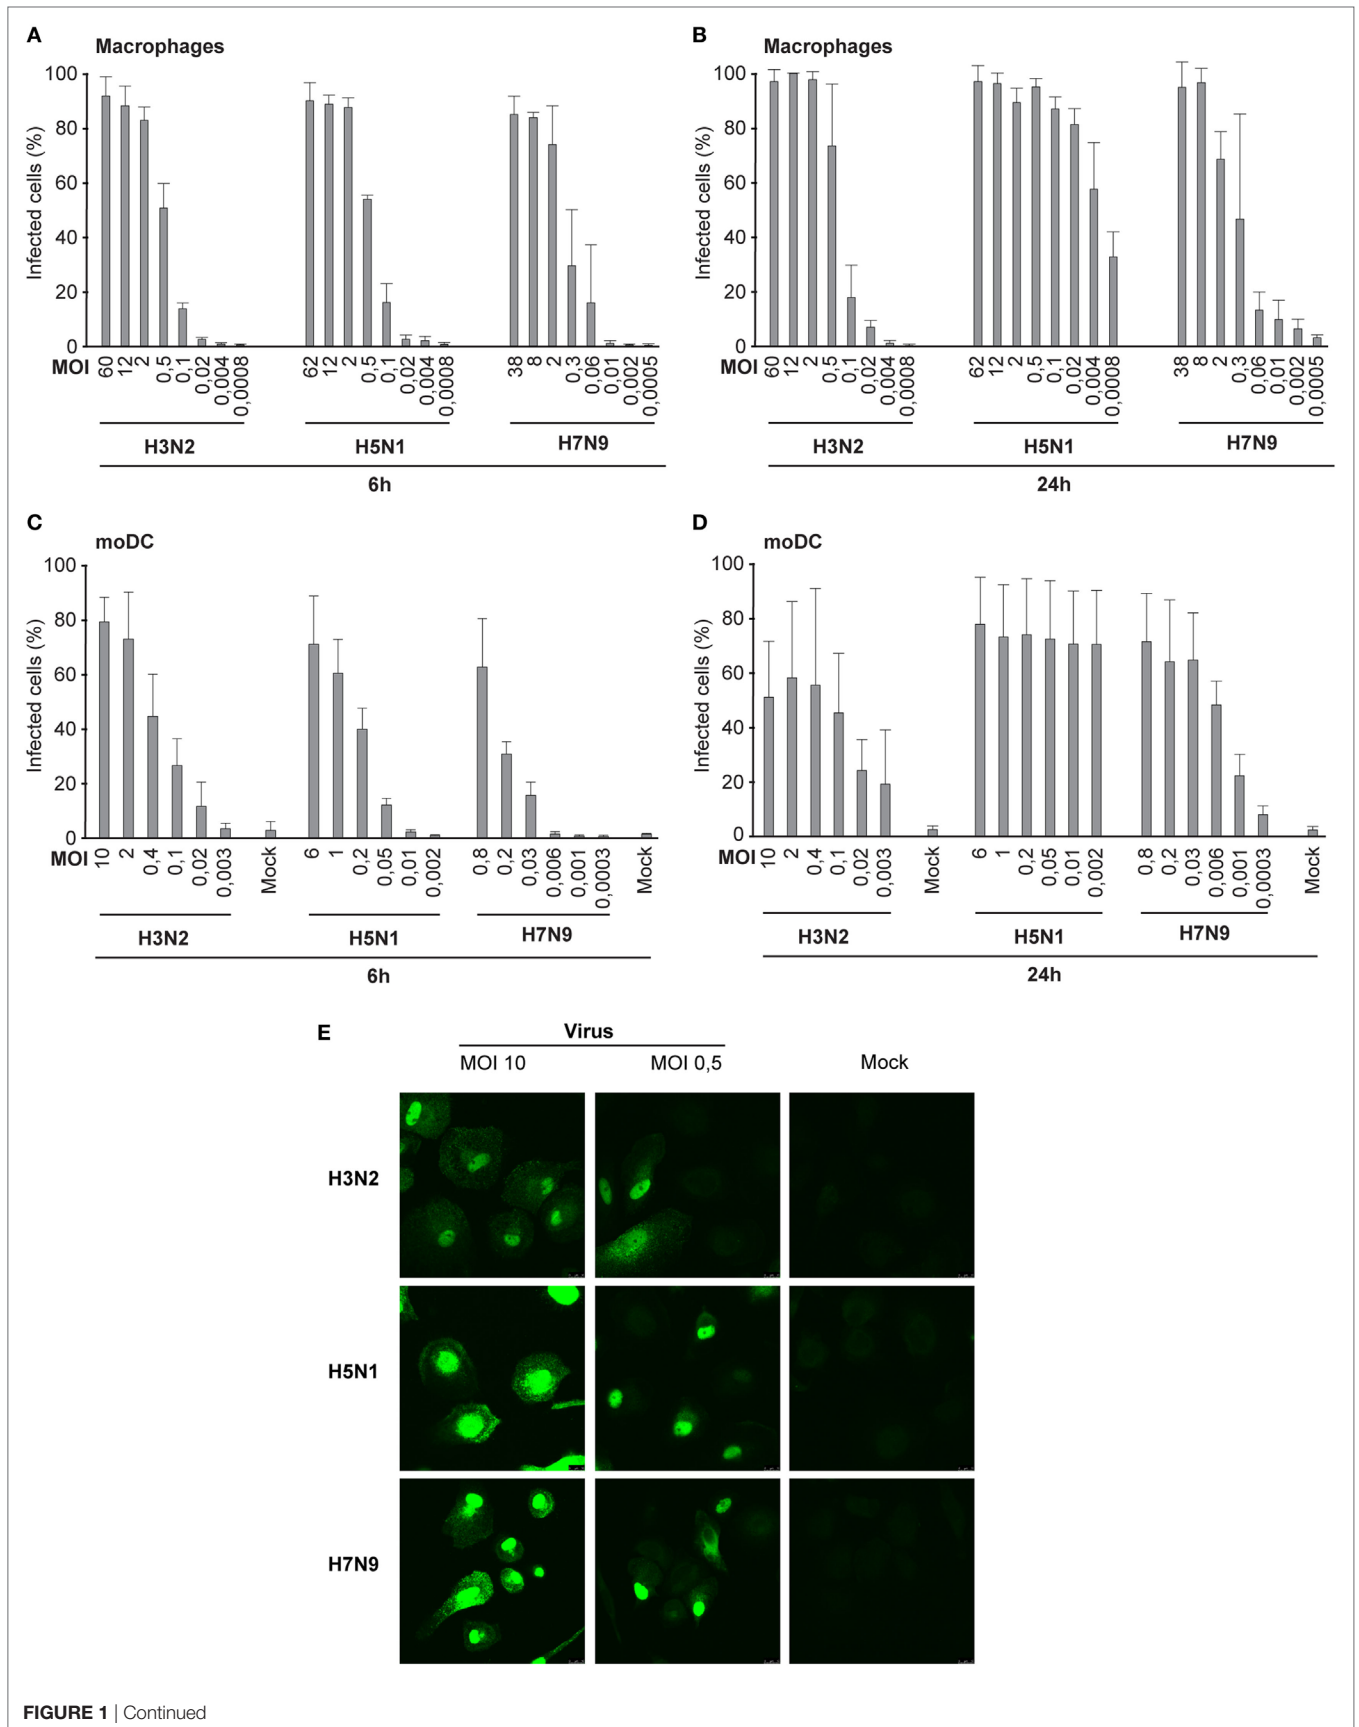 A
Macrophages
Infected cells (%)
100
80
60
40
20
0
MOI 60 12 2 0,5 0,1 0,02 0,004 0,0008 62 12 2 0,5 0,1 0,02 0,004 0,0008 38 8 2 0,3 0,06 0,01 0,002 0,0005
H3N2 H5N1 H7N9
6h
B
Macrophages
Infected cells (%)
100
80
60
40
20
0
MOI 60 12 2 0,5 0,1 0,02 0,004 0,0008 62 12 2 0,5 0,1 0,02 0,004 0,0008 38 8 2 0,3 0,06 0,01 0,002 0,0005
H3N2 H5N1 H7N9
24h
C
moDC
Infected cells (%)
100
80
60
40
20
0
MOI 10 2 0,4 0,1 0,02 0,003 Mock 6 1 0,2 0,05 0,01 0,002 0,8 0,2 0,03 0,006 0,001 0,0003 Mock
H3N2 H5N1 H7N9
6h
D
moDC
Infected cells (%)
100
80
60
40
20
0
MOI 10 2 0,4 0,1 0,02 0,003 Mock 6 1 0,2 0,05 0,01 0,002 0,8 0,2 0,03 0,006 0,001 0,0003 Mock
H3N2 H5N1 H7N9
24h
E
Virus
MOI 10 MOI 0,5 Mock
H3N2
H5N1
H7N9
FIGURE 1 | Continued